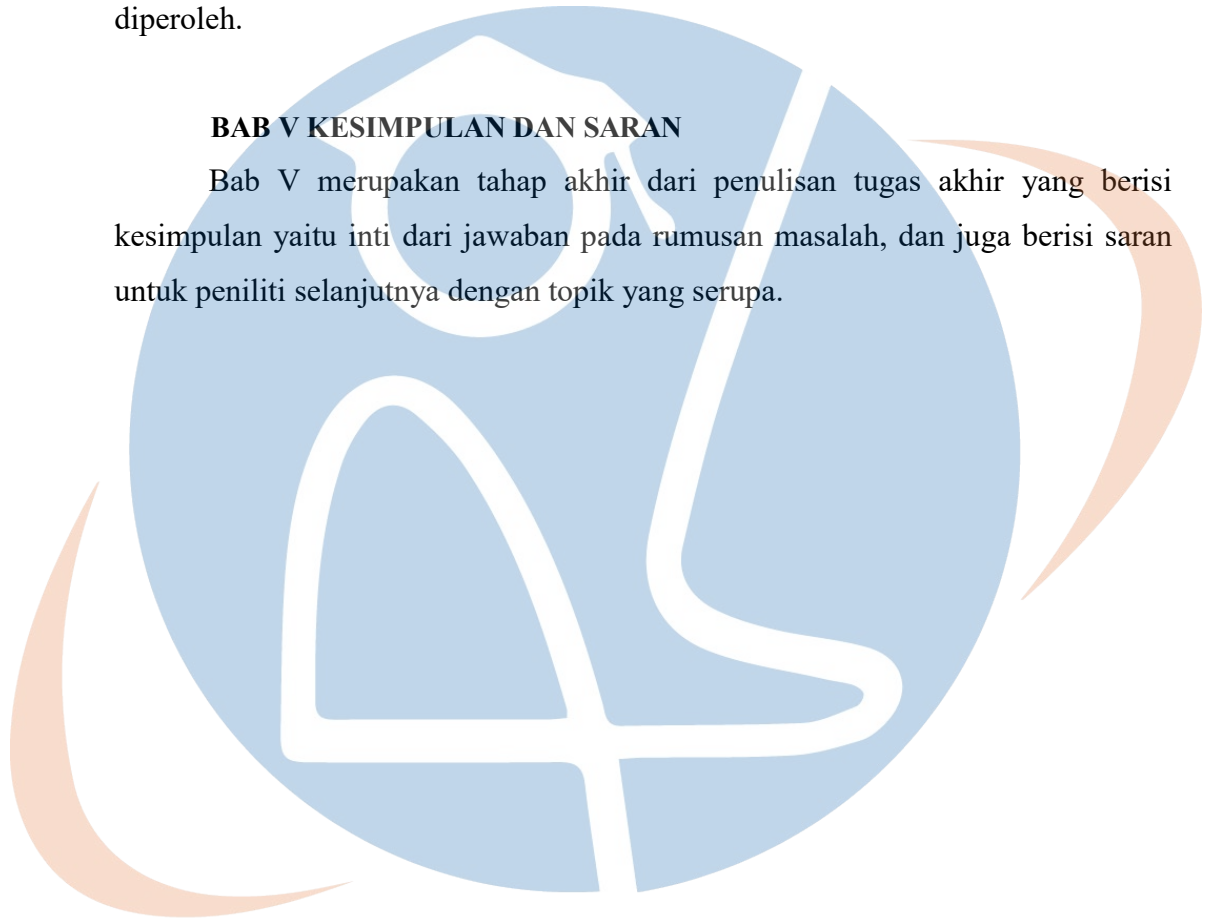 diperoleh.
BAB V KESIMPULAN DAN SARAN
Bab V merupakan tahap akhir dari penulisan tugas akhir yang berisi
kesimpulan yaitu inti dari jawaban pada rumusan masalah, dan juga berisi saran
untuk peniliti selanjutnya dengan topik yang serupa.